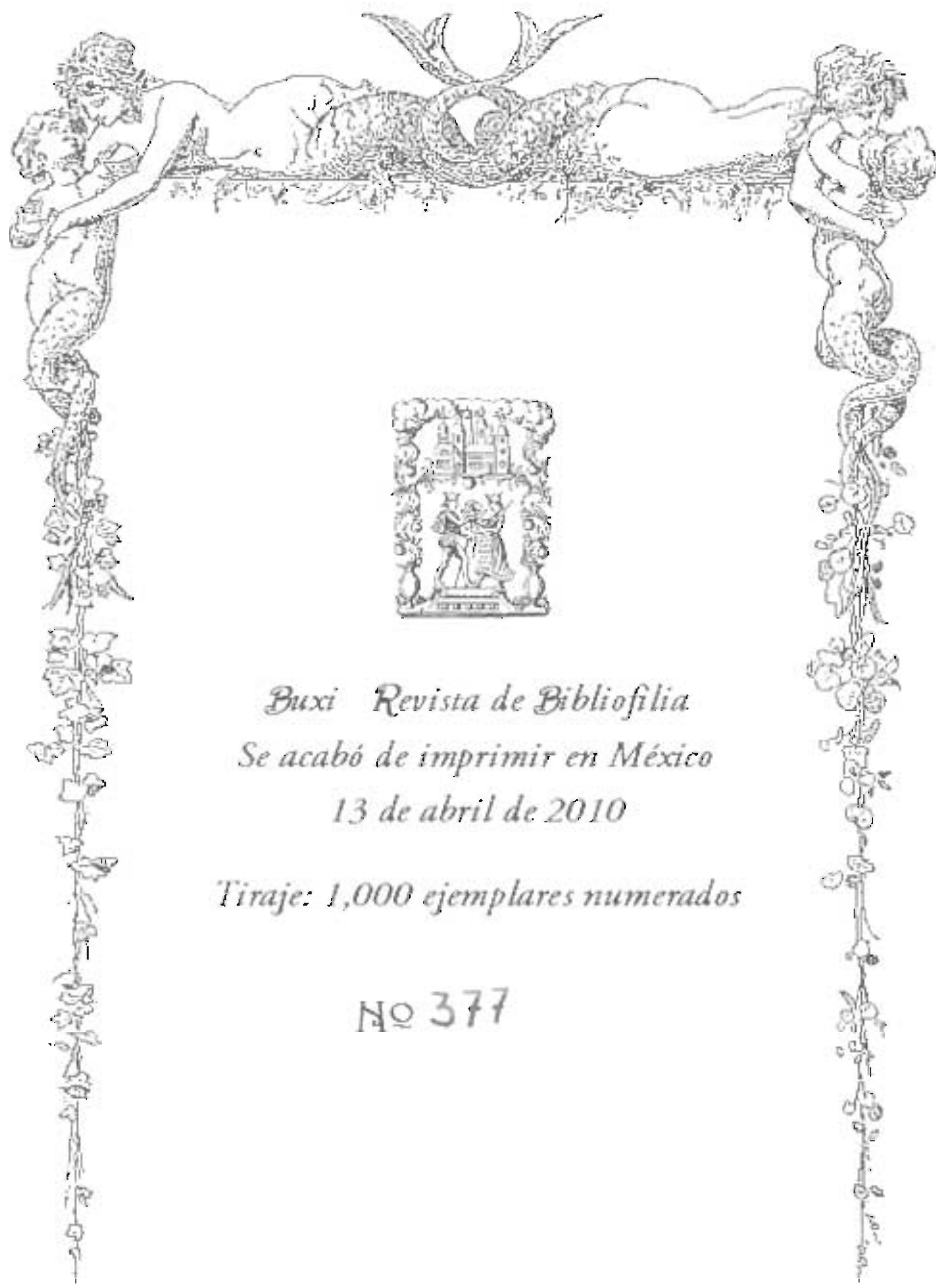 Buxi Revista de Bibliofilia
Se acabó de imprimir en México
13 de abril de 2010
Tiraje: 1,000 ejemplares numerados
Nº 377